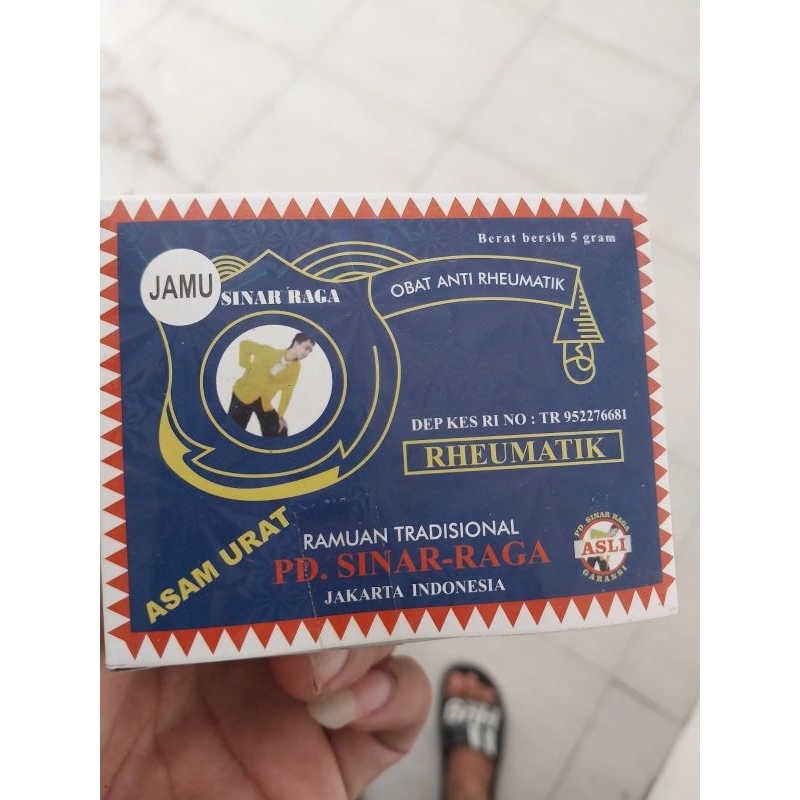 Berat bersih 5 gram
JAMU
SINAR RAGA
OBAT ANTI RHEUMATIK
DEP KES RI NO : TR 952276681
RHEUMATIK
ASAM URAT
RAMUAN TRADISIONAL
PD. SINAR-RAGA
JAKARTA INDONESIA
PD. SINAR RAGA
ASLI
GARANSI